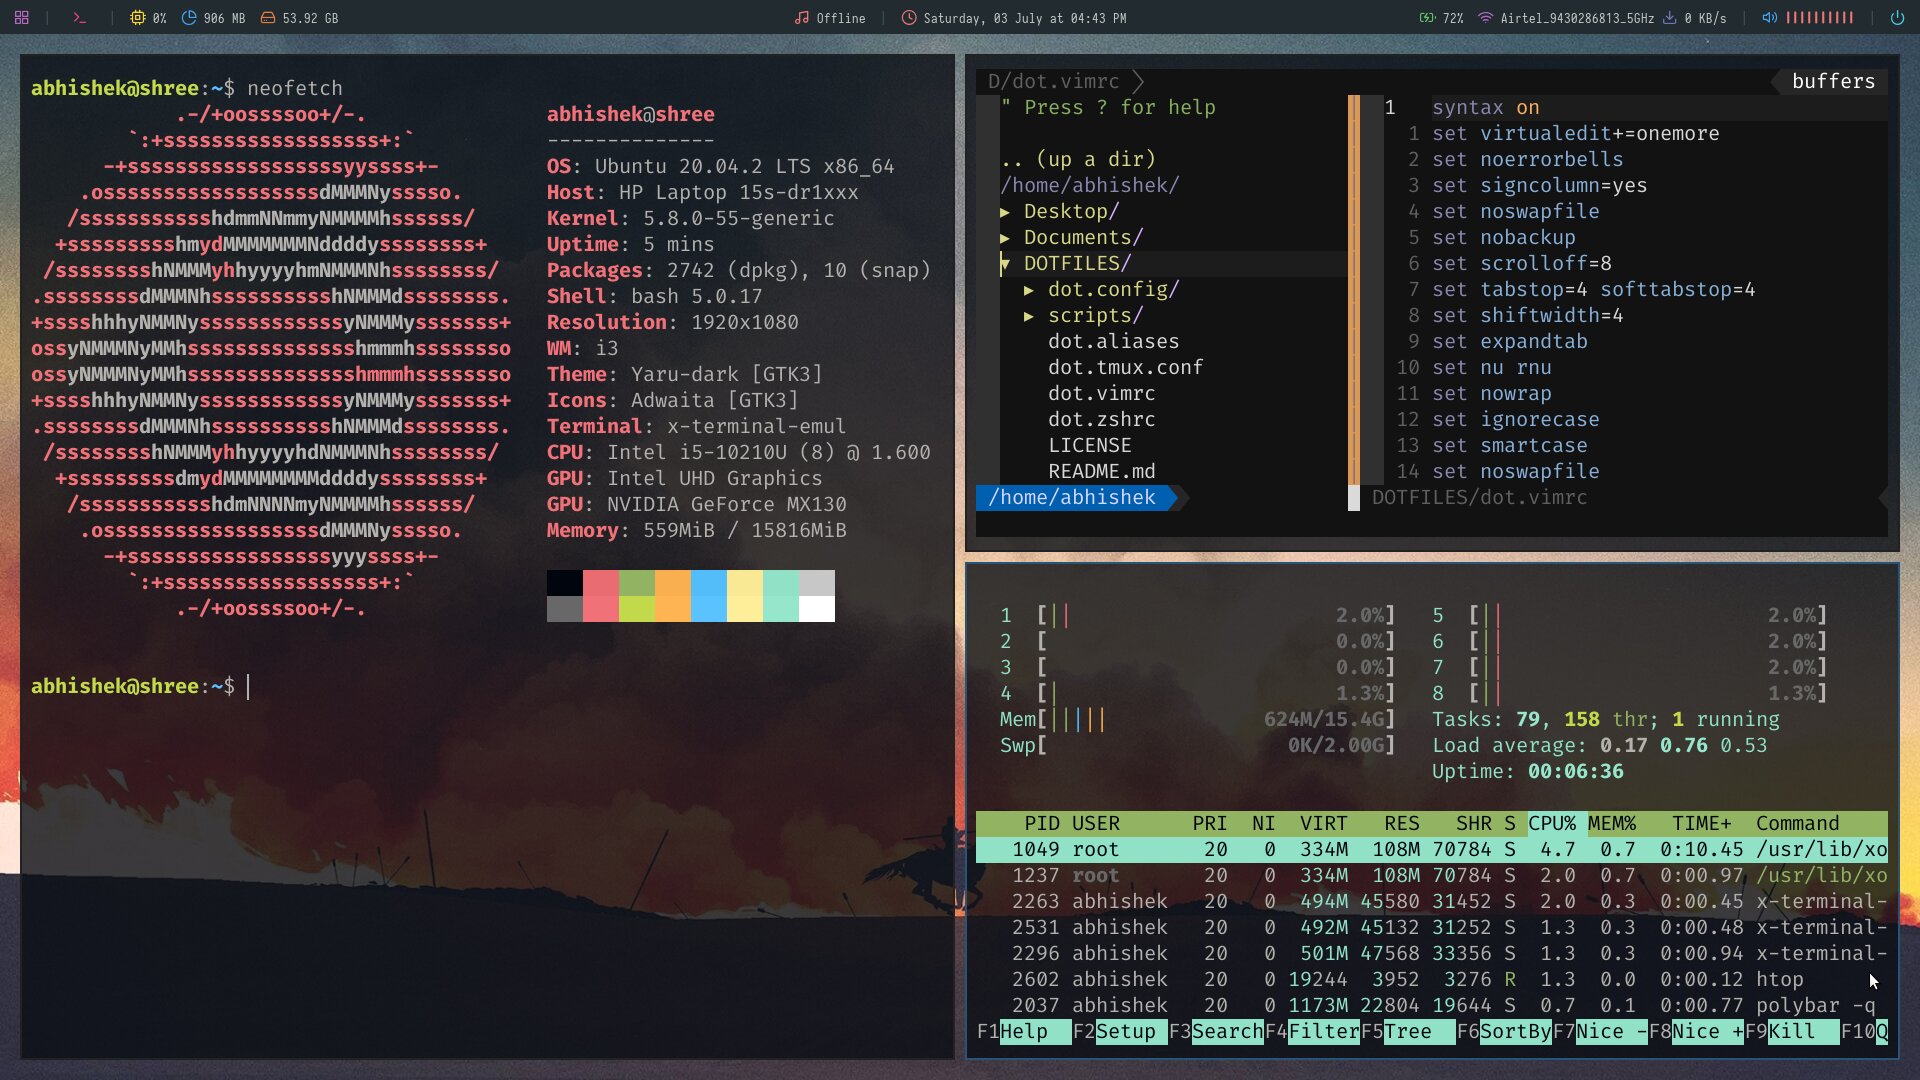 0%
906 MB
53.92 GB
Offline
Saturday, 03 July at 04:43 PM
72%
Airtel_9430286813_5GHz
0 KB/s
abhishek@shree:~$ neofetch
.-/+oossssoo+/-.
`:+ssssssssssssssssss+:`
-+ssssssssssssssssssyyssss+-
.ossssssssssssssssssdMMMNysssso.
/ssssssssssshdmmNNmmyNMMMMhssssss/
+ssssssssshmydMMMMMMMNddddyssssssss+
/sssssssshNMMMyhhyyyyhmNMMMNhssssssss/
.ssssssssdMMMNhsssssssssshNMMMdssssssss.
+sssshhhyNMMNyssssssssssssyNMMMysssssss+
ossyNMMMNyMMhsssssssssssssshmmmhssssssso
ossyNMMMNyMMhsssssssssssssshmmmhssssssso
+sssshhhyNMMNyssssssssssssyNMMMysssssss+
.ssssssssdMMMNhsssssssssshNMMMdssssssss.
/sssssssshNMMMyhhyyyyhdNMMMNhssssssss/
+sssssssssdmydMMMMMMMMddddyssssssss+
/ssssssssssshdmNNNNmyNMMMMhssssss/
.ossssssssssssssssssdMMMNysssso.
-+sssssssssssssssssyyyssss+-
`:+ssssssssssssssssss+:`
.-/+oossssoo+/-.
abhishek@shree
--------------
OS: Ubuntu 20.04.2 LTS x86_64
Host: HP Laptop 15s-dr1xxx
Kernel: 5.8.0-55-generic
Uptime: 5 mins
Packages: 2742 (dpkg), 10 (snap)
Shell: bash 5.0.17
Resolution: 1920x1080
WM: i3
Theme: Yaru-dark [GTK3]
Icons: Adwaita [GTK3]
Terminal: x-terminal-emul
CPU: Intel i5-10210U (8) @ 1.600
GPU: Intel UHD Graphics
GPU: NVIDIA GeForce MX130
Memory: 559MiB / 15816MiB
abhishek@shree:~$
D/dot.vimrc
buffers
" Press ? for help
.. (up a dir)
/home/abhishek/
▸ Desktop/
▸ Documents/
▾ DOTFILES/
▸ dot.config/
▸ scripts/
dot.aliases
dot.tmux.conf
dot.vimrc
dot.zshrc
LICENSE
README.md
/home/abhishek
1 syntax on
1 set virtualedit+=onemore
2 set noerrorbells
3 set signcolumn=yes
4 set noswapfile
5 set nobackup
6 set scrolloff=8
7 set tabstop=4 softtabstop=4
8 set shiftwidth=4
9 set expandtab
10 set nu rnu
11 set nowrap
12 set ignorecase
13 set smartcase
14 set noswapfile
DOTFILES/dot.vimrc
1 [|| 2.0%]
2 [ 0.0%]
3 [ 0.0%]
4 [| 1.3%]
Mem[||||| 624M/15.4G]
Swp[ 0K/2.00G]
5 [|| 2.0%]
6 [|| 2.0%]
7 [|| 2.0%]
8 [|| 1.3%]
Tasks: 79, 158 thr; 1 running
Load average: 0.17 0.76 0.53
Uptime: 00:06:36
PID USER PRI NI VIRT RES SHR S CPU% MEM% TIME+ Command
1049 root 20 0 334M 108M 70784 S 4.7 0.7 0:10.45 /usr/lib/xo
1237 root 20 0 334M 108M 70784 S 2.0 0.7 0:00.97 /usr/lib/xo
2263 abhishek 20 0 494M 45580 31452 S 2.0 0.3 0:00.45 x-terminal-
2531 abhishek 20 0 492M 45132 31252 S 1.3 0.3 0:00.48 x-terminal-
2296 abhishek 20 0 501M 47568 33356 S 1.3 0.3 0:00.94 x-terminal-
2602 abhishek 20 0 19244 3952 3276 R 1.3 0.0 0:00.12 htop
2037 abhishek 20 0 1173M 22804 19644 S 0.7 0.1 0:00.77 polybar -q
F1Help F2Setup F3SearchF4FilterF5Tree F6SortByF7Nice -F8Nice +F9Kill F10Q